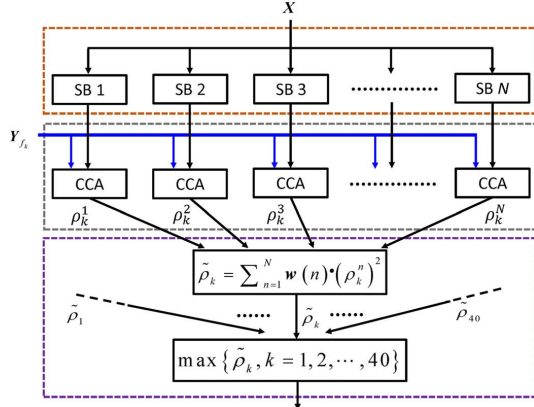 X
SB 1 SB 2 SB 3 ·········· SB N
Y_{f_k}
CCA CCA CCA ·········· CCA
ρ_k^1 ρ_k^2 ρ_k^3 ρ_k^N
ρ̃_k = ∑_{n=1}^{N} w(n)•(ρ_k^n)^2
ρ̃_1 ······ ρ̃_k ······ ρ̃_40
max{ρ̃_k, k = 1, 2, ⋯, 40}